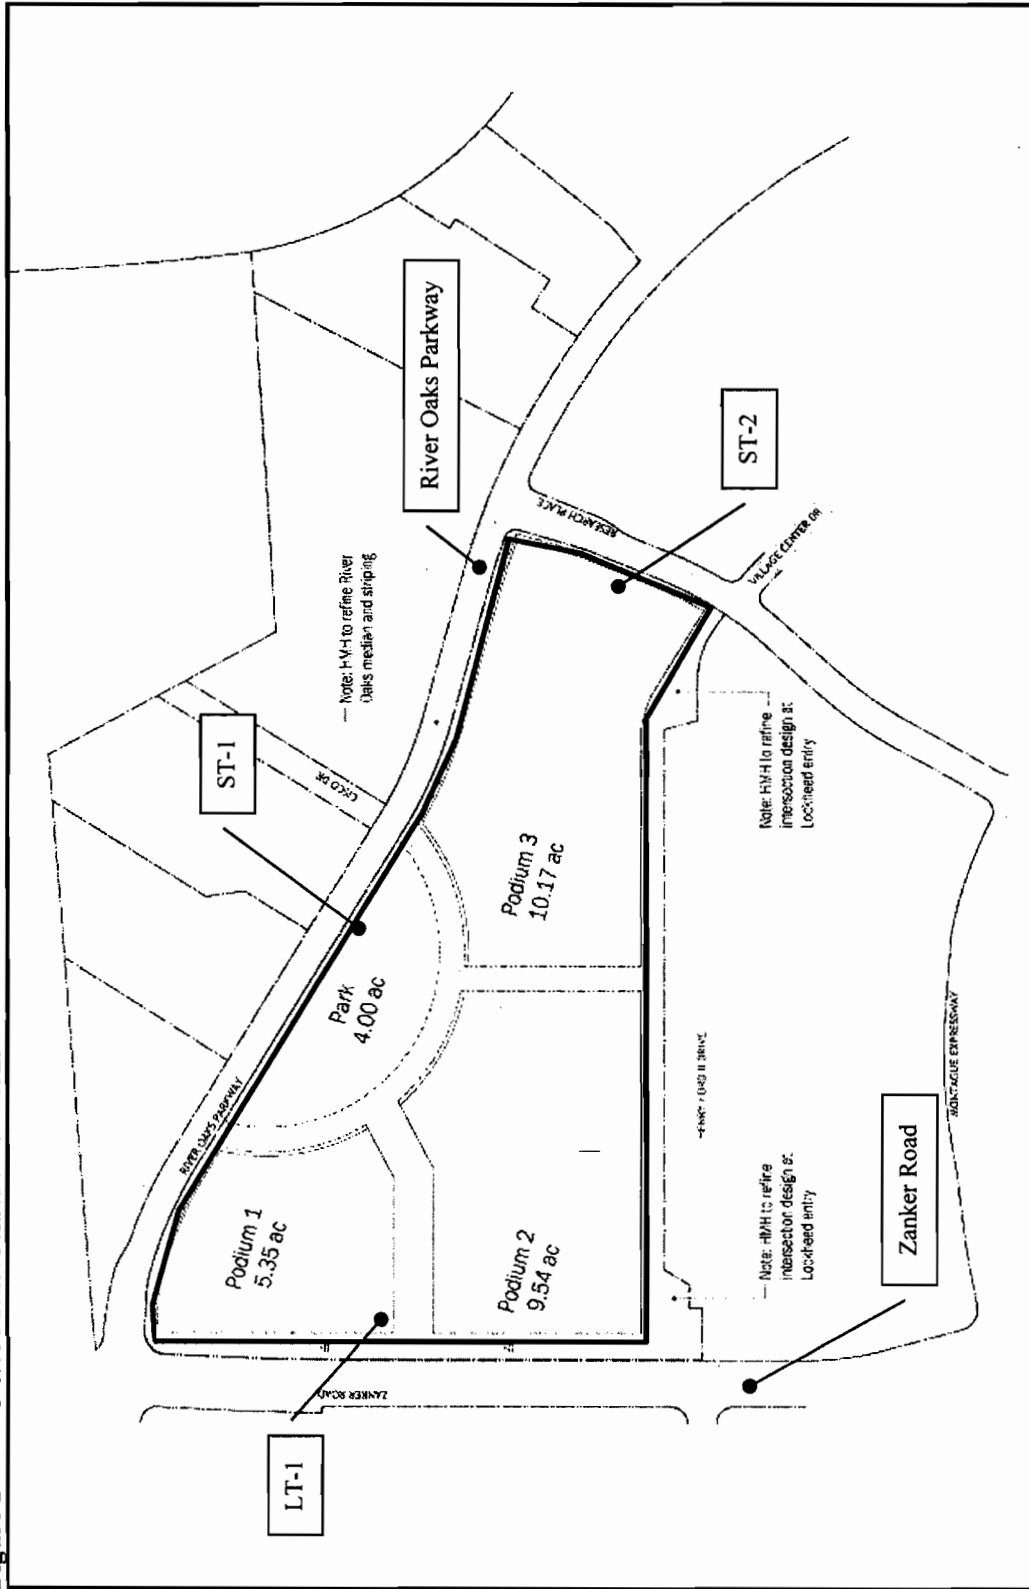 River Oaks Parkway
ST-2
ST-1
LT-1
Zanker Road
Note: HMH to refine River
Oaks median and striping
RESEARCH PLACE
VILLAGE CENTER DR
CISCO DR
RIVER OAKS PARKWAY
Park
4.00 ac
Podium 3
10.17 ac
Podium 1
5.35 ac
Podium 2
9.54 ac
Note: HMH to refine
intersection design at
Lockheed entry
Note: HMH to refine
intersection design at
Lockheed entry
DRIVE
MONTAGUE EXPRESSWAY
ZANKER ROAD